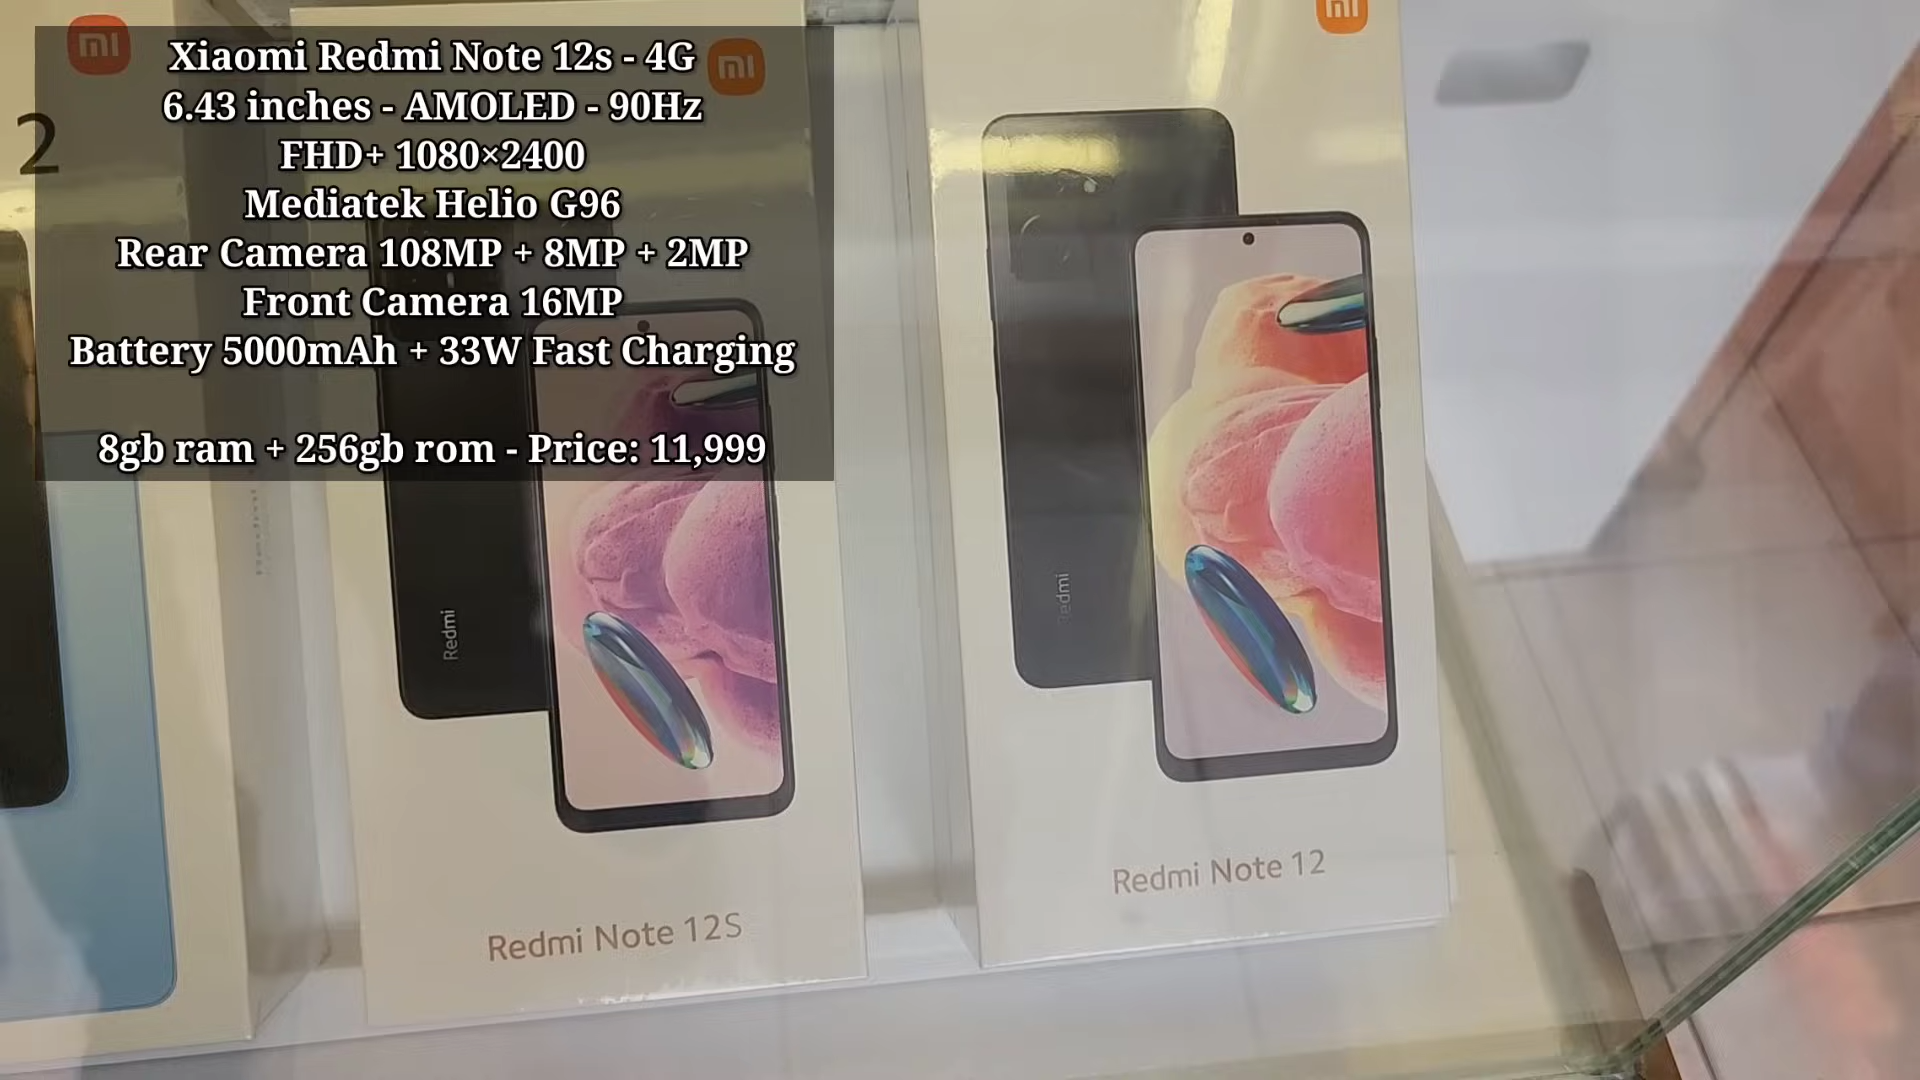 Xiaomi Redmi Note 12s - 4G
6.43 inches - AMOLED - 90Hz
FHD+ 1080×2400
Mediatek Helio G96
Rear Camera 108MP + 8MP + 2MP
Front Camera 16MP
Battery 5000mAh + 33W Fast Charging
8gb ram + 256gb rom - Price: 11,999
mi
mi
mi
2
Redmi
Redmi
Redmi Note 12S
Redmi Note 12